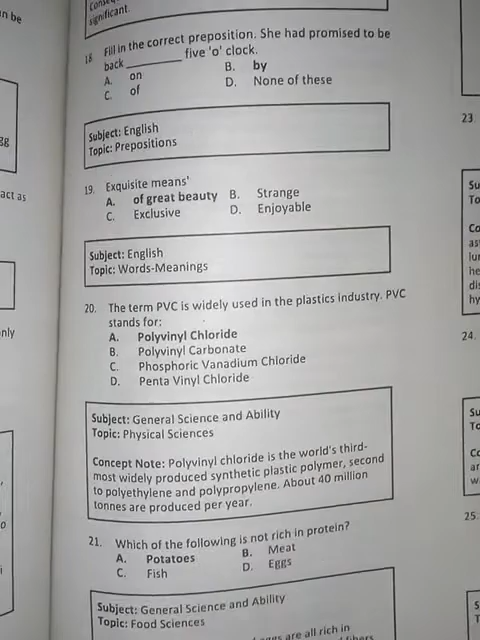 significant.
18. Fill in the correct preposition. She had promised to be
back ________ five 'o' clock.
A. on B. by
C. of D. None of these
Subject: English
Topic: Prepositions
19. Exquisite means'
A. of great beauty B. Strange
C. Exclusive D. Enjoyable
Subject: English
Topic: Words-Meanings
20. The term PVC is widely used in the plastics industry. PVC
stands for:
A. Polyvinyl Chloride
B. Polyvinyl Carbonate
C. Phosphoric Vanadium Chloride
D. Penta Vinyl Chloride
Subject: General Science and Ability
Topic: Physical Sciences
Concept Note: Polyvinyl chloride is the world's third-
most widely produced synthetic plastic polymer, second
to polyethylene and polypropylene. About 40 million
tonnes are produced per year.
21. Which of the following is not rich in protein?
A. Potatoes B. Meat
C. Fish D. Eggs
Subject: General Science and Ability
Topic: Food Sciences
are all rich in
23.
24.
25.